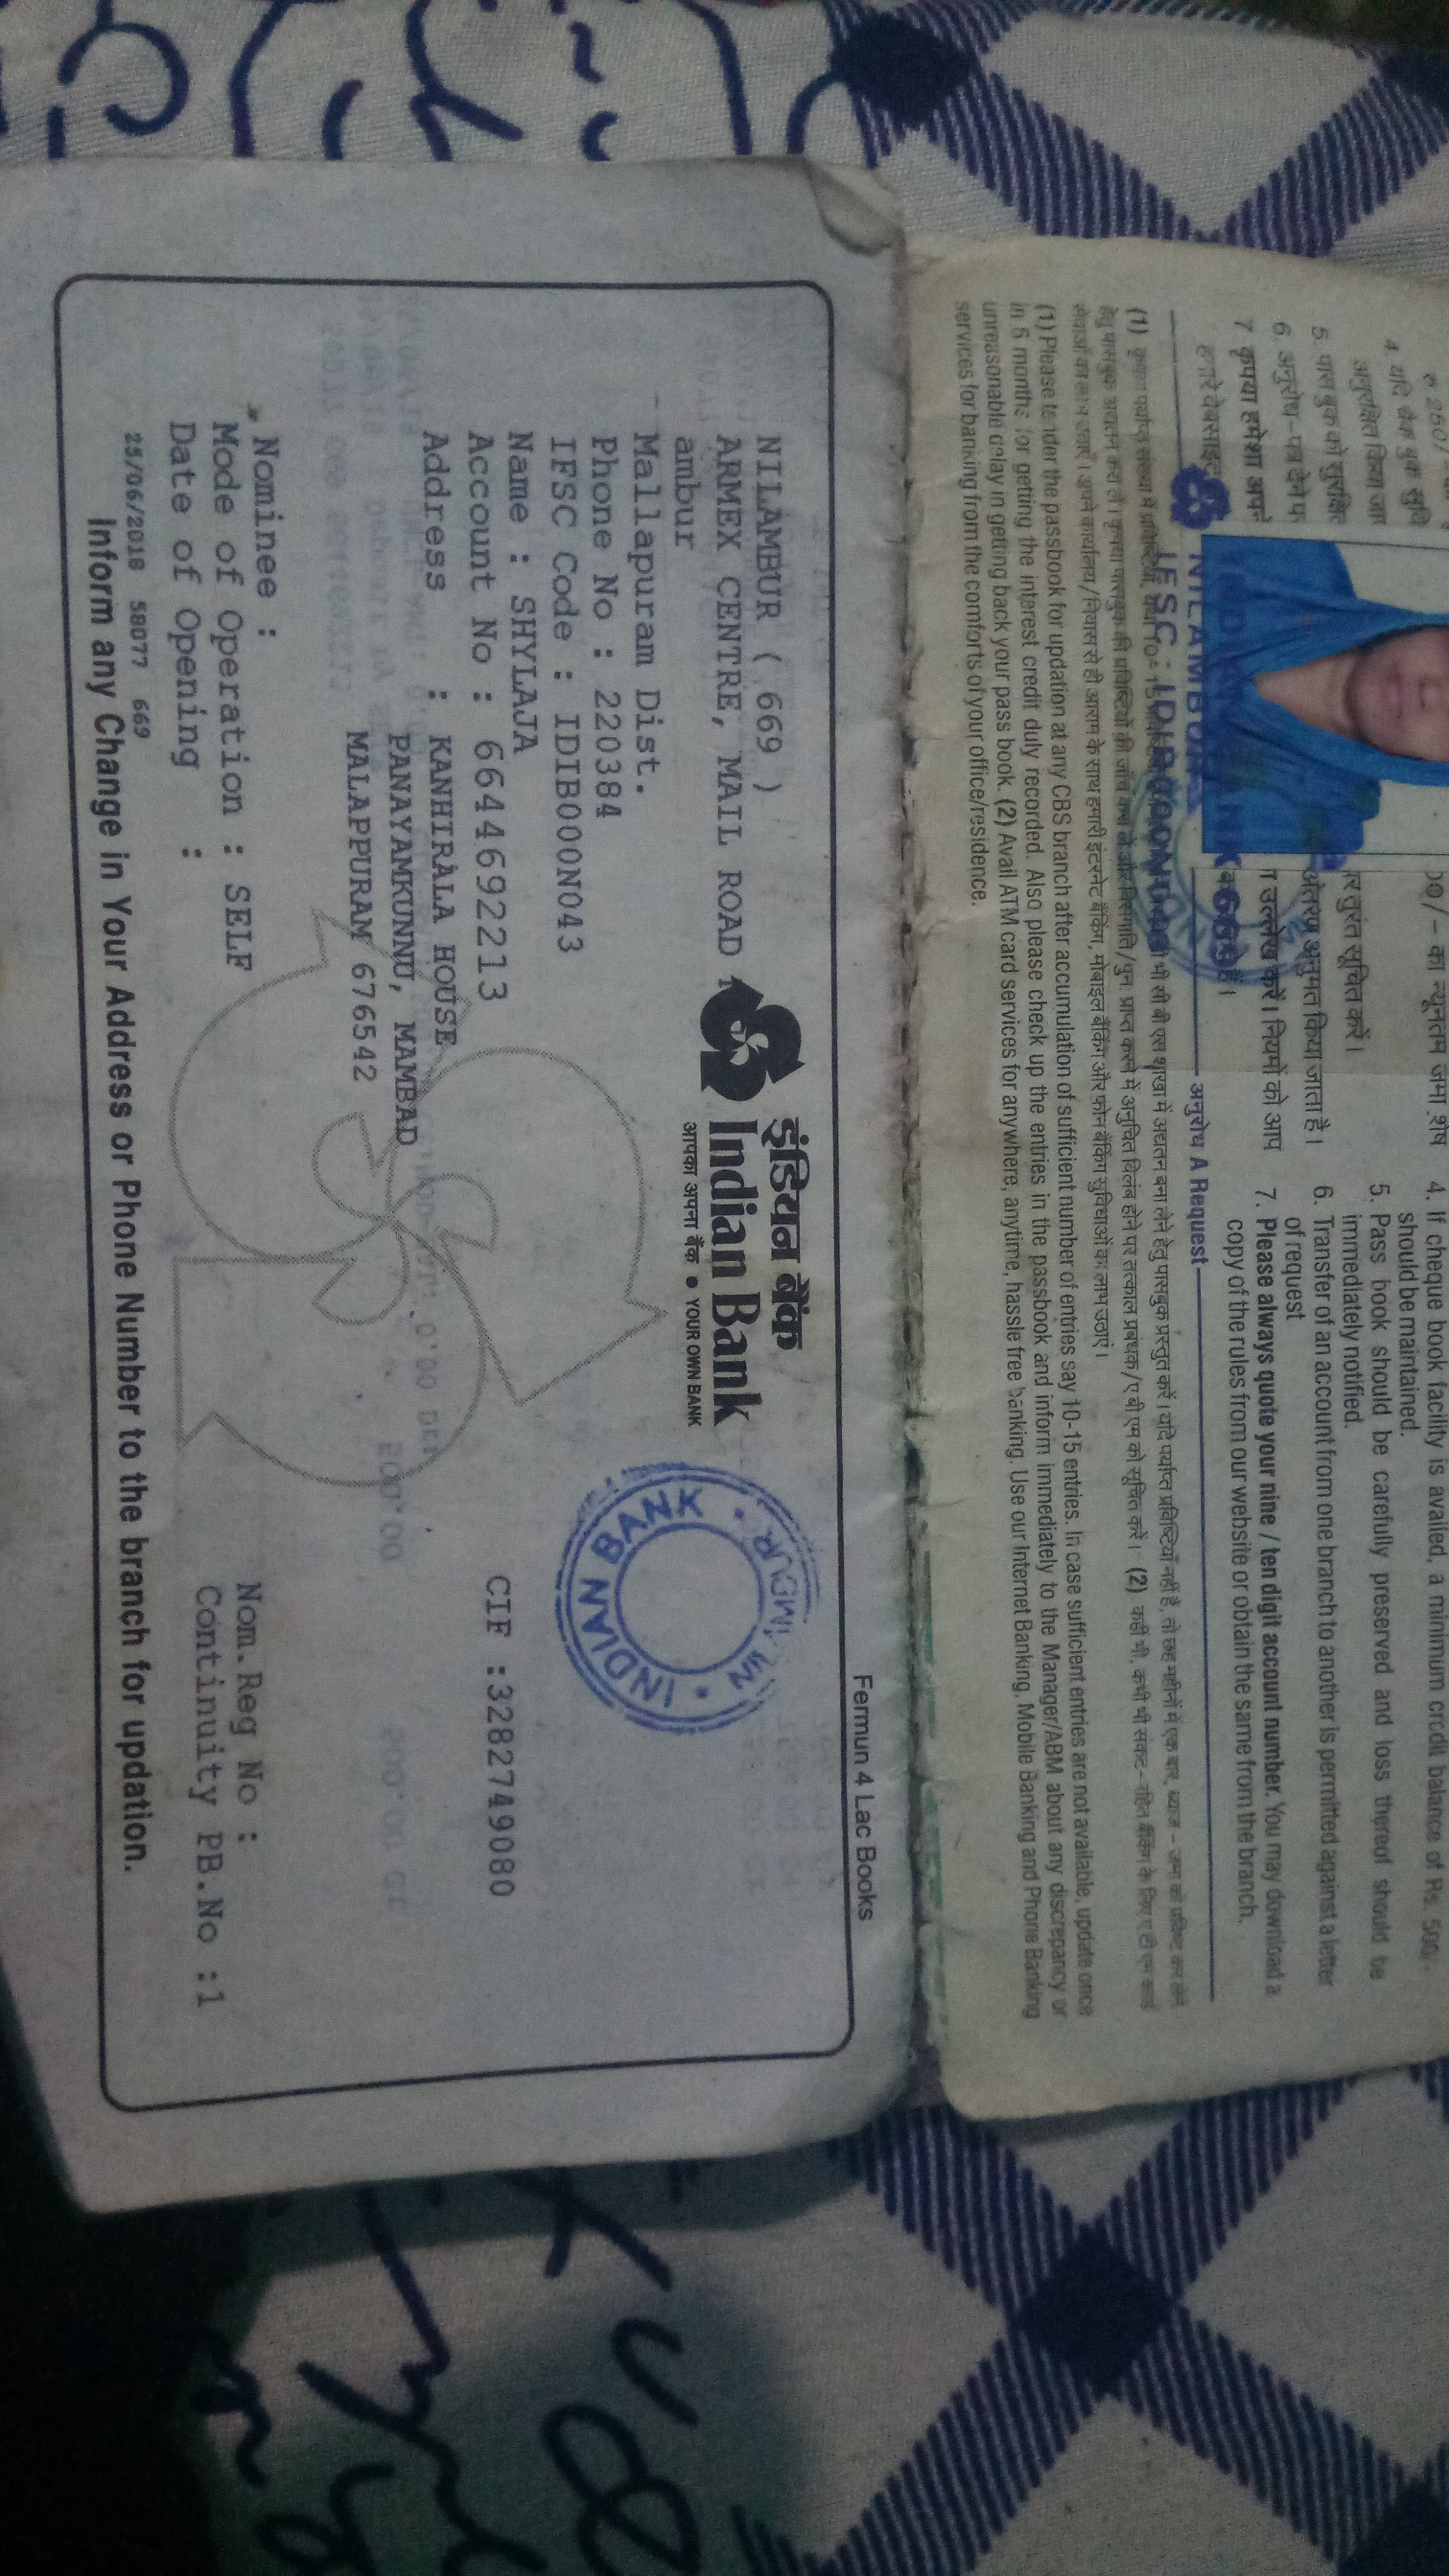 रु 250/
4. यदि चैक बुक सुवि
अनुरक्षित किया जा
5. पास बुक को सुरक्षि
6. अनुरोध-पत्र देने प
7 कृपया हमेशा अपने
हमारे वेबसाइट
00/- का न्यूनतम जमा शेष
तुरंत सूचित करें।
अंतरण अनुमत किया जाता है।
उल्लेख करें। नियमों को आप
NILAMBUR
IFSC : IDIB000N043
669
4. If cheque book facility is availed, a minimum credit balance of Rs. 500/-
should be maintained.
5. Pass book should be carefully preserved and loss thereof should be
immediately notified.
6. Transfer of an account from one branch to another is permitted against a letter
of request
7. Please always quote your nine / ten digit account number. You may download a
copy of the rules from our website or obtain the same from the branch.
अनुरोध A Request
(1) कृपया पर्याप्त संख्या में 10-15 भी सी बी एस शाखा में अद्यतन बना लेने हेतु पासबुक प्रस्तुत करें। यदि पर्याप्त प्रविष्टियाँ नहीं है, तो छह महीनों में एक बार, ब्याज - जमा की प्रविष्टि कर लेने
हेतु पासबुक अद्यतन करा लें। कृपया पासबुक की प्रविष्टियों की जाँच कर लें और विसंगति / पुनः प्राप्त करने में अनुचित विलंब होने पर तत्काल प्रबंधक / ए बी एम को सूचित करें। (2) कहीं भी, कभी भी संकट - रहित बैंकिंग के लिए ए टी एम कार्ड
सेवाओं का लाभ उठाएँ। अपने कार्यालय / निवास से ही आराम के साथ हमारी इंटरनेट बैंकिंग, मोबाइल बैंकिंग और फोन बैंकिंग सुविधाओं का लाभ उठाएं।
(1) Please tender the passbook for updation at any CBS branch after accumulation of sufficient number of entries say 10-15 entries. In case sufficient entries are not available, update once
in 6 months for getting the interest credit duly recorded. Also please check up the entries in the passbook and inform immediately to the Manager/ABM about any discrepancy or
unreasonable delay in getting back your pass book. (2) Avail ATM card services for anywhere, anytime, hassle free banking. Use our Internet Banking, Mobile Banking and Phone Banking
services for banking from the comforts of your office/residence.
Fermun 4 Lac Books
इंडियन बैंक
Indian Bank
आपका अपना बैंक • YOUR OWN BANK
INDIAN BANK • NILAMBUR •
NILAMBUR ( 669 )
ARMEX CENTRE, MAIL ROAD
ambur
Mallapuram Dist.
Phone No : 220384
IFSC Code : IDIB000N043
Name : SHYLAJA
Account No : 6644692213
CIF :3282749080
Address : KANHIRALA HOUSE
PANAYAMKUNNU, MAMBAD
MALAPPURAM 676542
Nominee :
Nom.Reg No :
Mode of Operation : SELF
Continuity PB.No :1
Date of Opening :
25/06/2018 58077 669
Inform any Change in Your Address or Phone Number to the branch for updation.